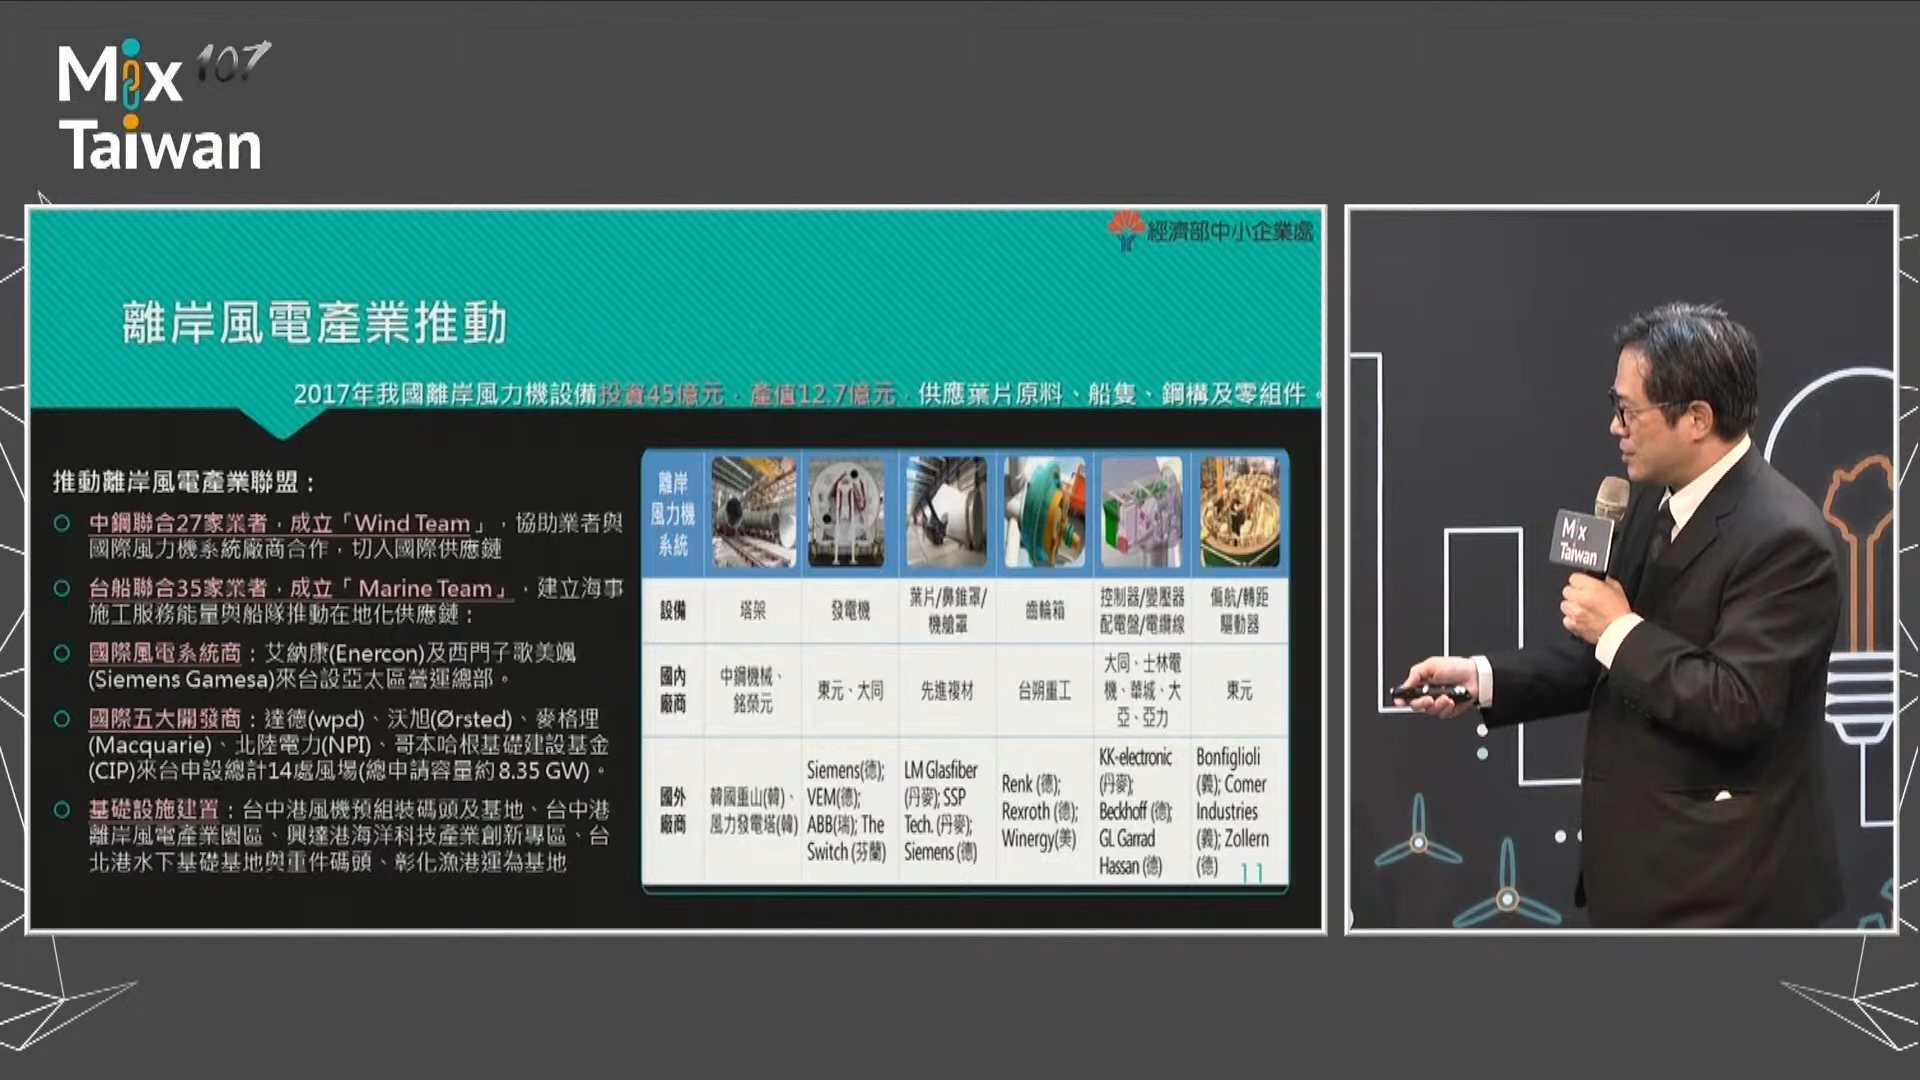 Mix 107
Taiwan
經濟部中小企業處
離岸風電產業推動
2017年我國離岸風力機設備投資45億元，產值12.7億元，供應葉片原料、船隻、鋼構及零組件。
推動離岸風電產業聯盟：
中鋼聯合27家業者，成立「Wind Team」，協助業者與
國際風力機系統廠商合作，切入國際供應鏈
台船聯合35家業者，成立「 Marine Team」，建立海事
施工服務能量與船隊推動在地化供應鏈；
國際風電系統商：艾納康(Enercon)及西門子歌美颯
(Siemens Gamesa)來台設亞太區營運總部。
國際五大開發商：達德(wpd)、沃旭(Ørsted)、麥格理
(Macquarie)、北陸電力(NPI)、哥本哈根基礎建設基金
(CIP)來台申設總計14處風場(總申請容量約8.35 GW)。
基礎設施建置：台中港風機預組裝碼頭及基地、台中港
離岸風電產業園區、興達港海洋科技產業創新專區、台
北港水下基礎基地與重件碼頭、彰化漁港運為基地
離岸
風力機
系統
設備
塔架
發電機
葉片/鼻錐罩/
機艙罩
齒輪箱
控制器/變壓器
配電盤/電纜線
偏航/轉距
驅動器
國內
廠商
中鋼機械、
銘榮元
東元、大同
先進複材
台朔重工
大同、士林電
機、華城、大
亞、亞力
東元
國外
廠商
韓國重山(韓)、
風力發電塔(韓)
Siemens(德);
VEM(德);
ABB(瑞); The
Switch (芬蘭)
LM Glasfiber
(丹麥); SSP
Tech. (丹麥);
Siemens (德)
Renk (德);
Rexroth (德);
Winergy(美)
KK-electronic
(丹麥);
Beckhoff (德);
GL Garrad
Hassan (德)
Bonfiglioli
(義); Comer
Industries
(義); Zollern
(德)
11
Mix
Taiwan